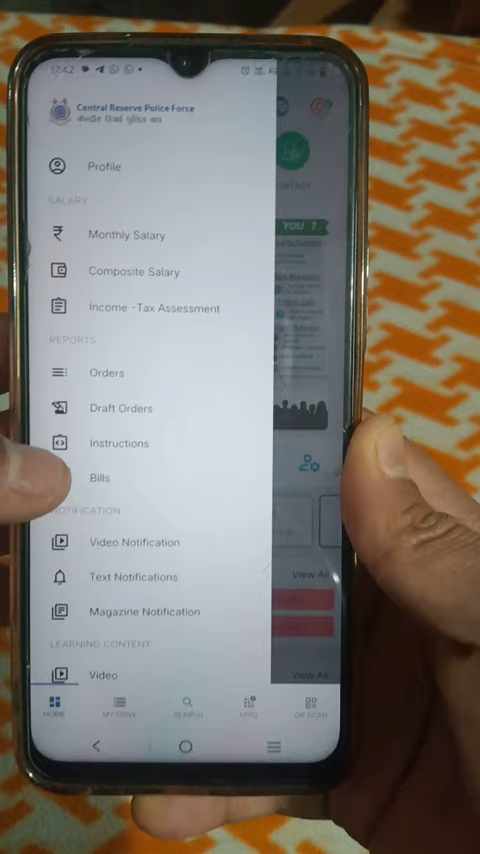 17:42
Central Reserve Police Force
केन्द्रीय रिज़र्व पुलिस बल
Profile
SALARY
Monthly Salary
Composite Salary
Income -Tax Assessment
REPORTS
Orders
Draft Orders
Instructions
Bills
NOTIFICATION
Video Notification
Text Notifications
Magazine Notification
LEARNING CONTENT
Video
YOU ?
View All
View All
HOME
MY DRIVE
SEARCH
QR SCAN